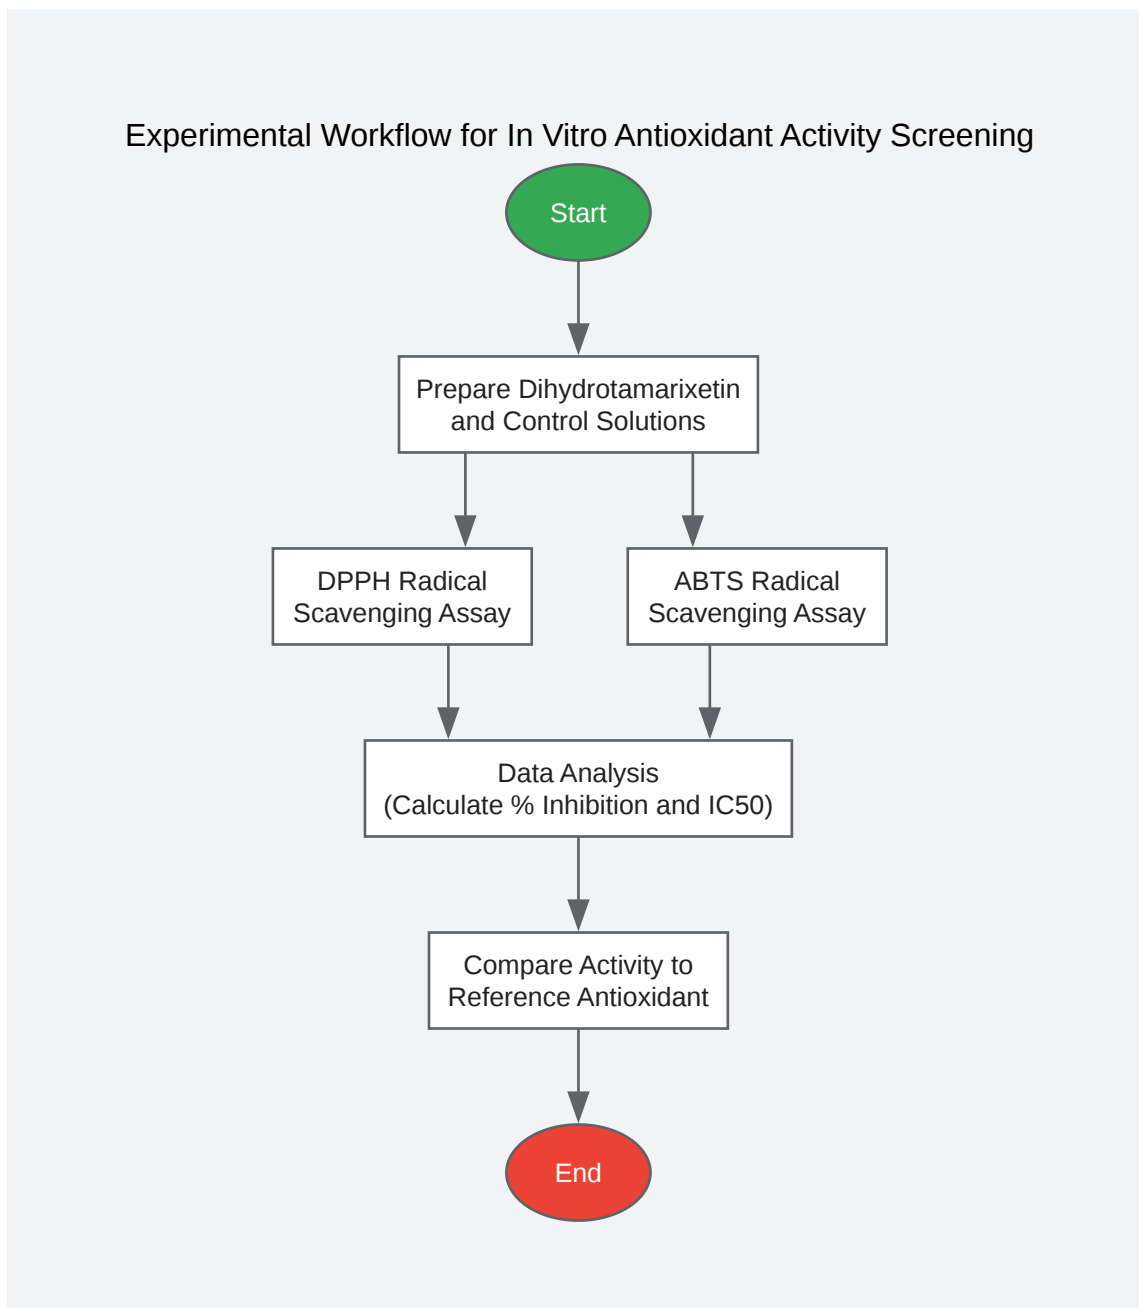 Experimental Workflow for In Vitro Antioxidant Activity Screening
Start
Prepare Dihydrotamarixetin
and Control Solutions
DPPH Radical
Scavenging Assay
ABTS Radical
Scavenging Assay
Data Analysis
(Calculate % Inhibition and IC50)
Compare Activity to
Reference Antioxidant
End